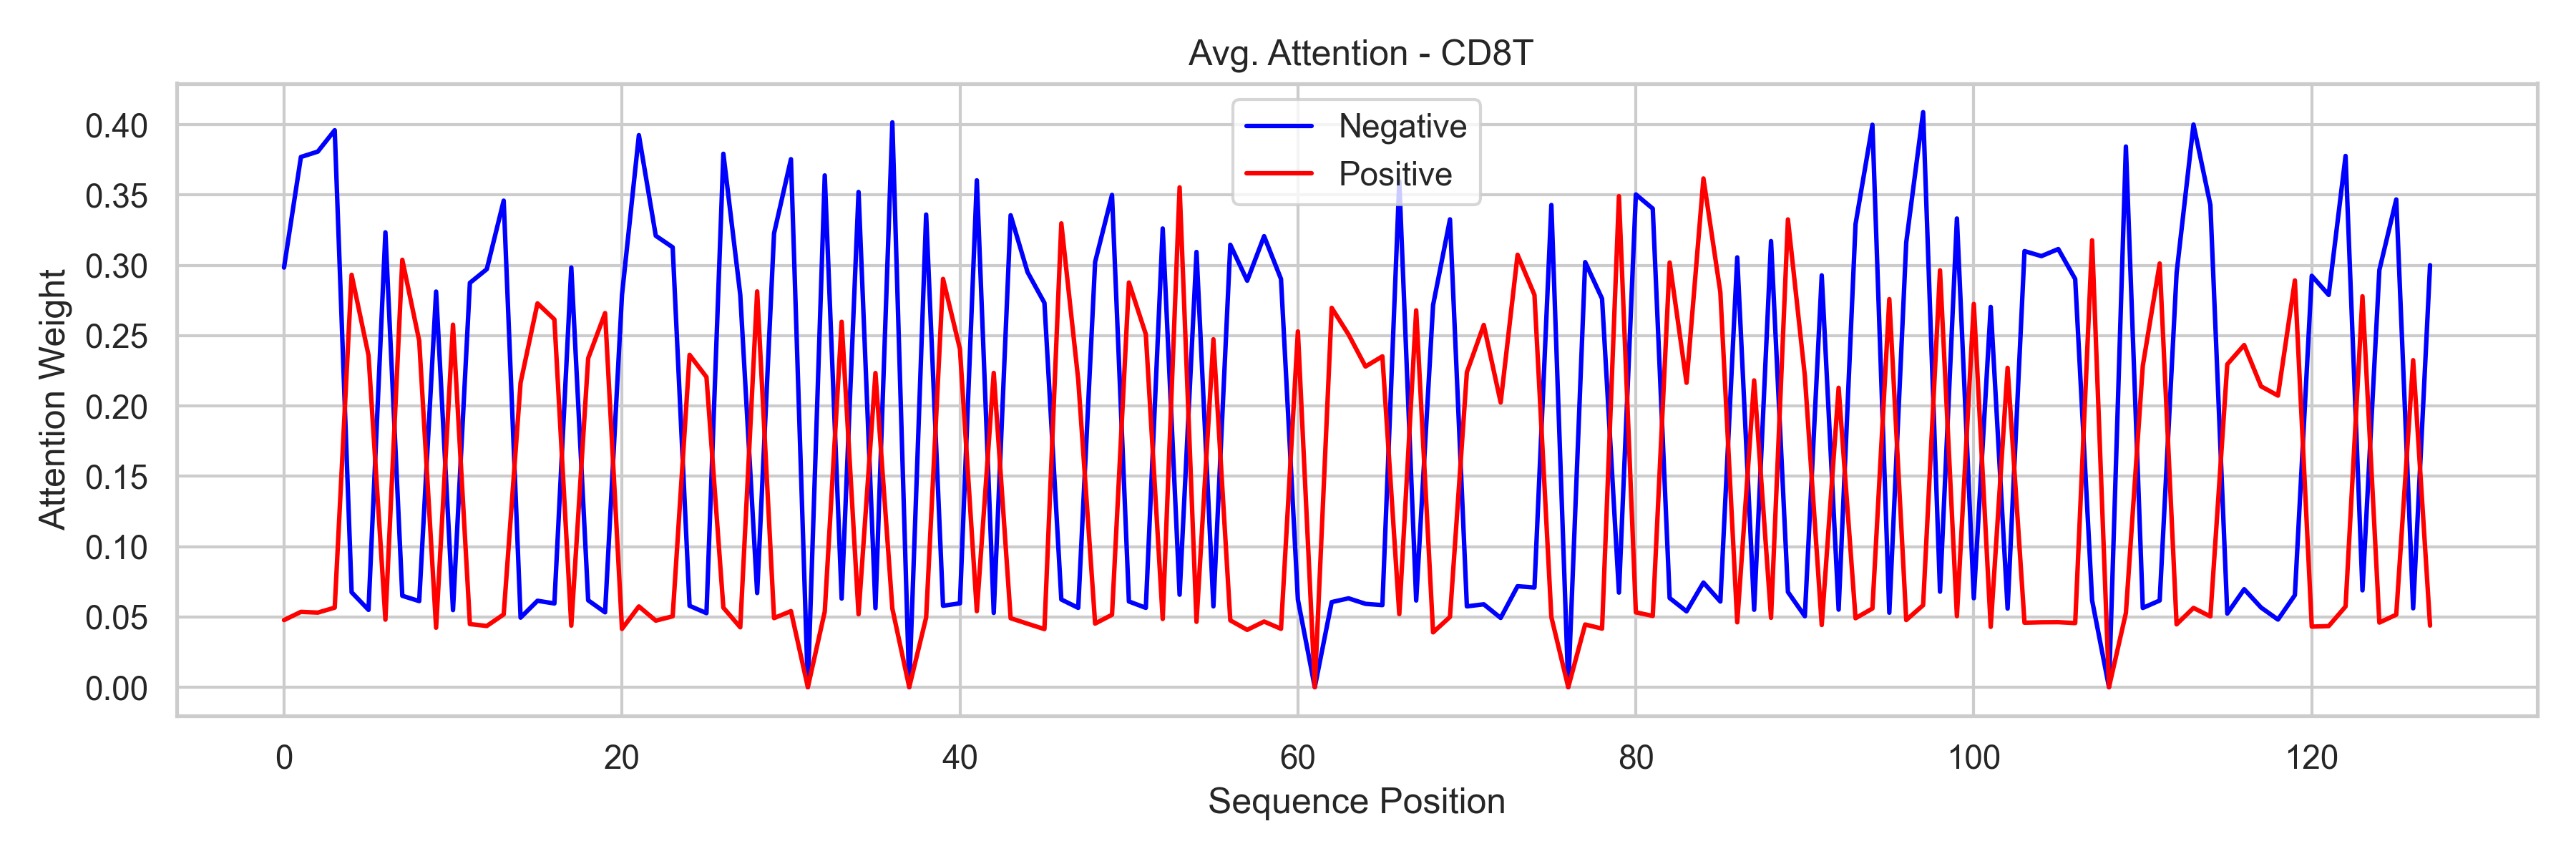 Avg. Attention - CD8T
Negative
Positive
Attention Weight
0.40
0.35
0.30
0.25
0.20
0.15
0.10
0.05
0.00
0 20 40 60 80 100 120
Sequence Position